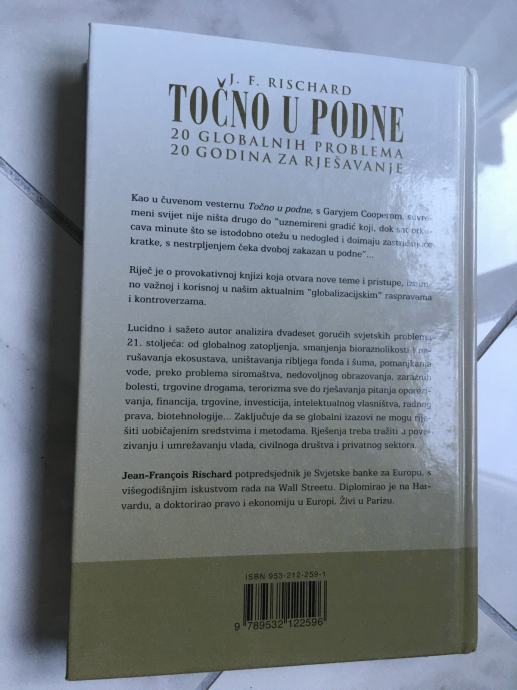 J. F. RISCHARD
TOČNO U PODNE
20 GLOBALNIH PROBLEMA
20 GODINA ZA RJEŠAVANJE
Kao u čuvenom vesternu Točno u podne, s Garyjem Cooperom, suvre-
meni svijet nije ništa drugo do "uznemireni gradić koji, dok sat otku-
cava minute što se istodobno otežu u nedogled i doimaju zastrašujuće
kratke, s nestrpljenjem čeka dvoboj zakazan u podne"...
Riječ je o provokativnoj knjizi koja otvara nove teme i pristupe, iznim-
no važnoj i korisnoj u našim aktualnim "globalizacijskim" raspravama
i kontroverzama.
Lucidno i sažeto autor analizira dvadeset gorućih svjetskih problema
21. stoljeća: od globalnog zatopljenja, smanjenja bioraznolikosti i na-
rušavanja ekosustava, uništavanja ribljega fonda i šuma, pomanjkanja
vode, preko problema siromaštva, nedovoljnog obrazovanja, zaraznih
bolesti, trgovine drogama, terorizma sve do rješavanja pitanja oporezi-
vanja, financija, trgovine, investicija, intelektualnog vlasništva, radnog
prava, biotehnologije... Zaključuje da se globalni izazovi ne mogu rije-
šiti uobičajenim sredstvima i metodama. Rješenja treba tražiti u pove-
zivanju i umrežavanju vlada, civilnoga društva i privatnog sektora.
Jean-François Rischard potpredsjednik je Svjetske banke za Europu, s
višegodišnjim iskustvom rada na Wall Streetu. Diplomirao je na Har-
vardu, a doktorirao pravo i ekonomiju u Europi. Živi u Parizu.
ISBN 953-212-259-1
9 789532 122596